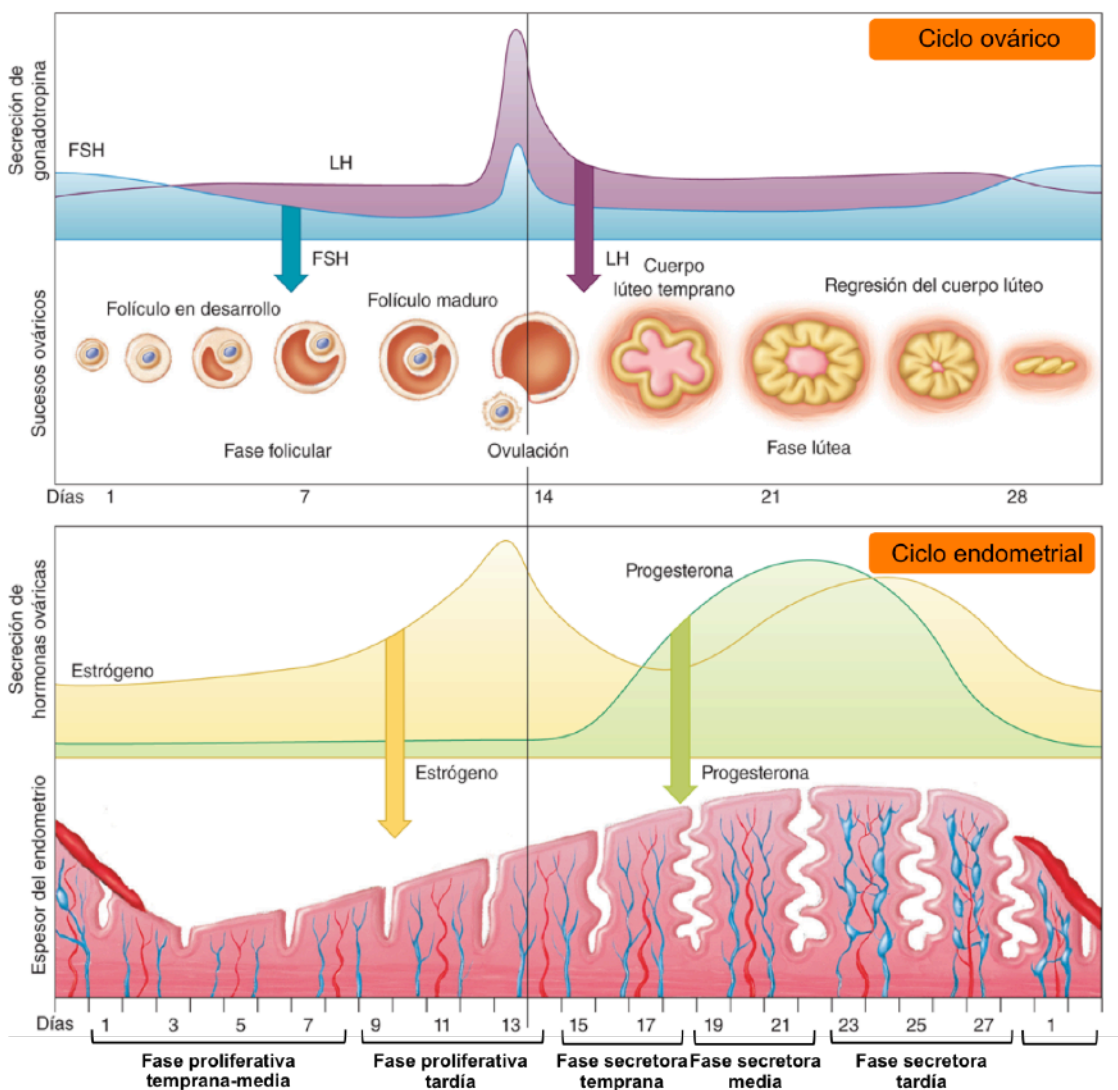 Ciclo ovárico
Secreción de
gonadotropina
FSH
LH
FSH
LH
Sucesos ováricos
Folículo en desarrollo
Folículo maduro
Cuerpo
lúteo temprano
Regresión del cuerpo lúteo
Fase folicular
Ovulación
Fase lútea
Días 1 7 14 21 28
Ciclo endometrial
Secreción de
hormonas ováricas
Estrógeno
Progesterona
Estrógeno
Progesterona
Espesor del endometrio
Días 1 3 5 7 9 11 13 15 17 19 21 23 25 27 1
Fase proliferativa
temprana-media
Fase proliferativa
tardía
Fase secretora
temprana
Fase secretora
media
Fase secretora
tardía